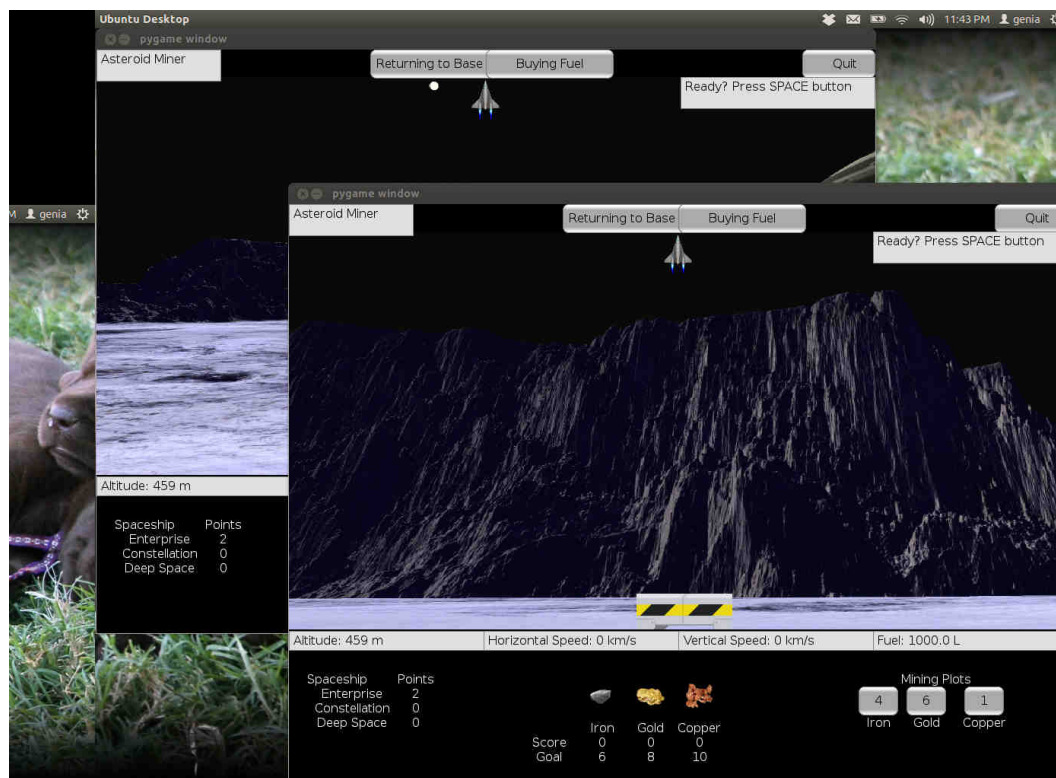 Ubuntu Desktop
11:43 PM genia
pygame window
Asteroid Miner
Returning to Base Buying Fuel Quit
Ready? Press SPACE button
pygame window
M genia
Asteroid Miner
Returning to Base Buying Fuel Quit
Ready? Press SPACE button
Altitude: 459 m
Spaceship Points
Enterprise 2
Constellation 0
Deep Space 0
Altitude: 459 m Horizontal Speed: 0 km/s Vertical Speed: 0 km/s Fuel: 1000.0 L
Spaceship Points
Enterprise 2
Constellation 0
Deep Space 0
Iron Gold Copper
Score 0 0 0
Goal 6 8 10
Mining Plots
4 6 1
Iron Gold Copper